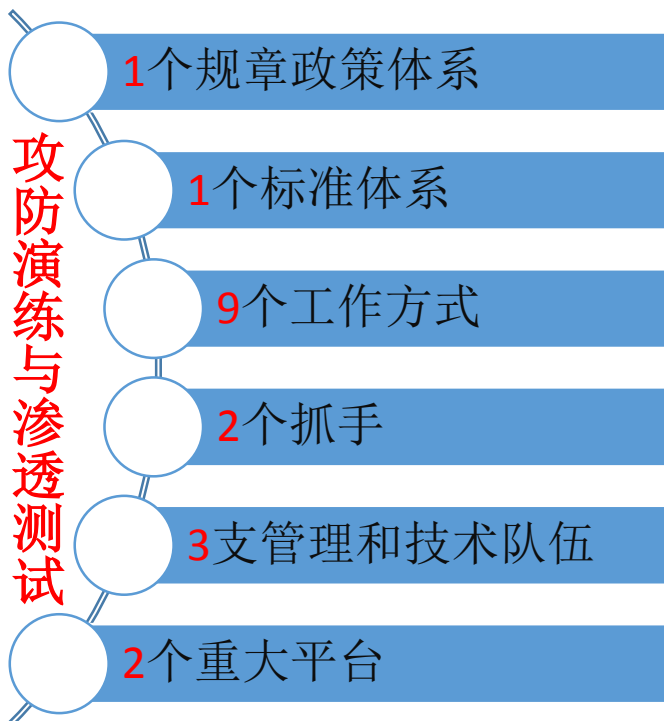 攻防演练与渗透测试
1个规章政策体系
1个标准体系
9个工作方式
2个抓手
3支管理和技术队伍
2个重大平台